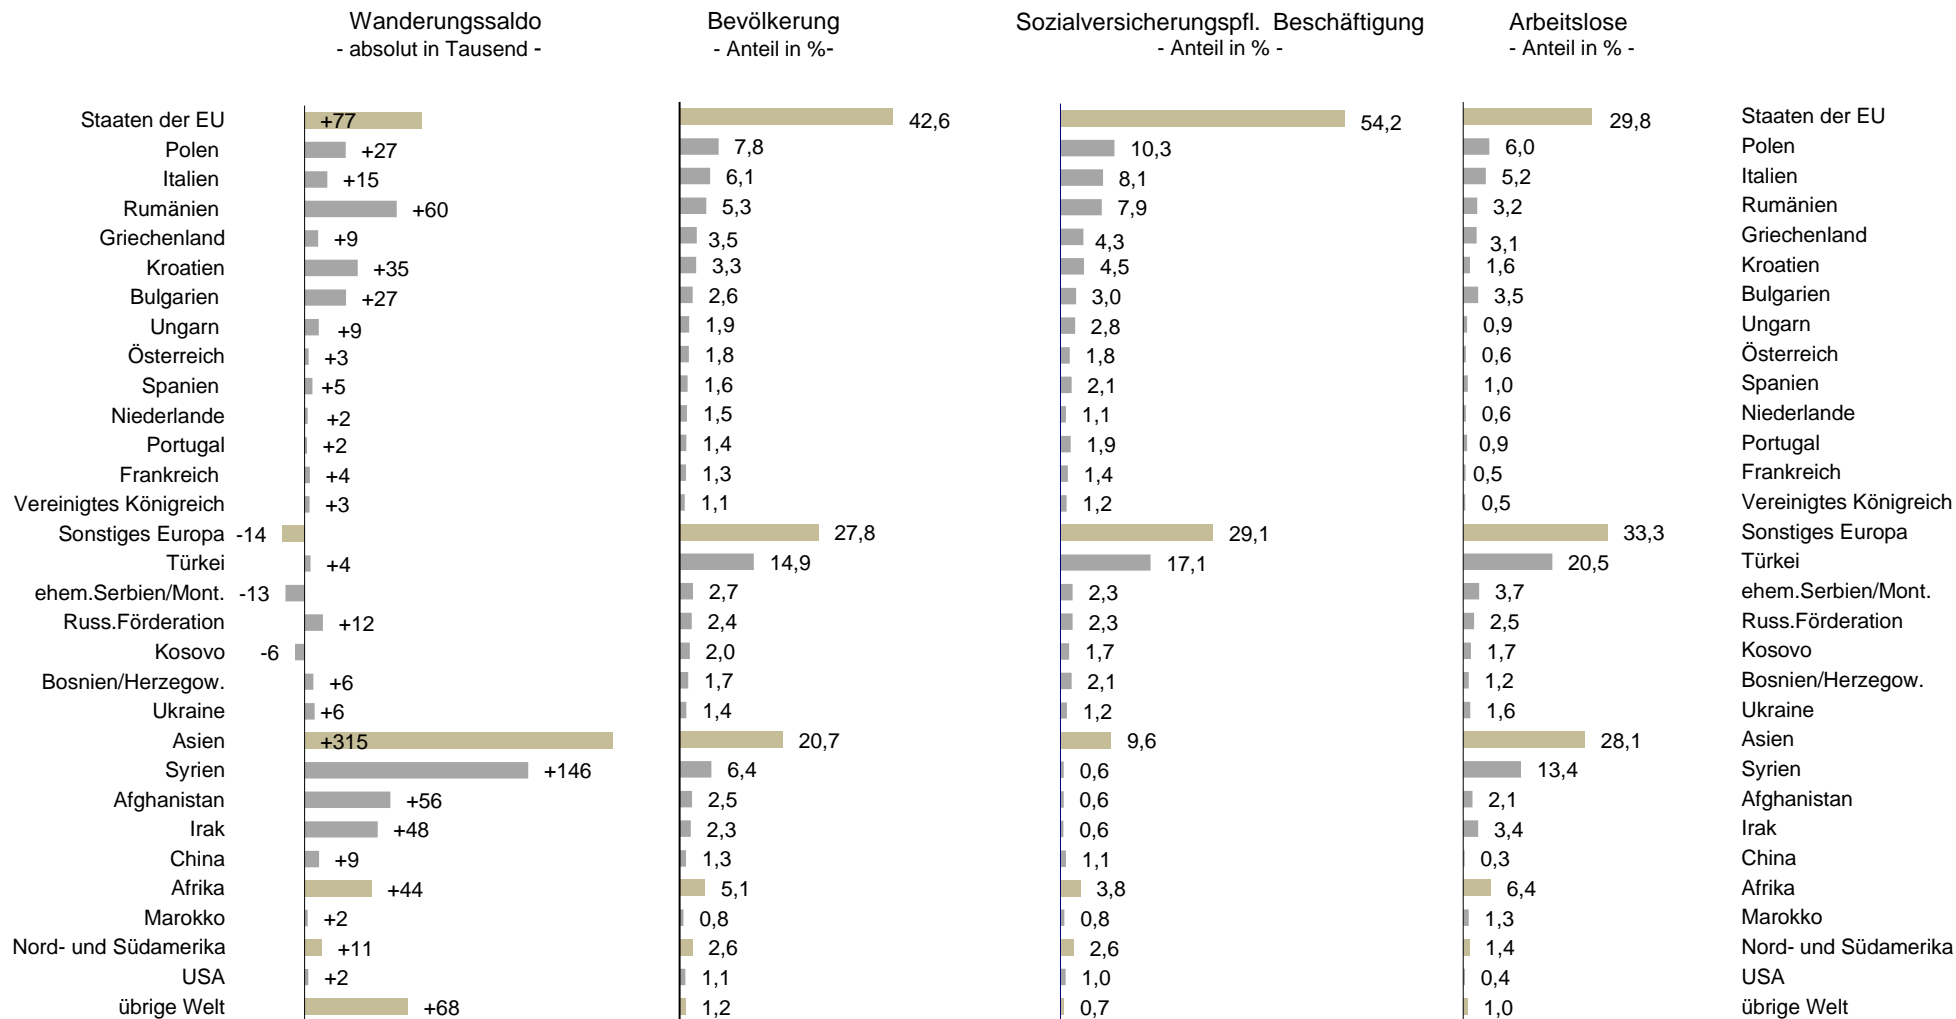 Wanderungssaldo Bevölkerung Sozialversicherungspfl. Beschäftigung Arbeitslose
- absolut in Tausend - - Anteil in %- - Anteil in % - - Anteil in % -
Staaten der EU +77 42,6 54,2 29,8 Staaten der EU
Polen +27 7,8 10,3 6,0 Polen
Italien +15 6,1 8,1 5,2 Italien
Rumänien +60 5,3 7,9 3,2 Rumänien
Griechenland +9 3,5 4,3 3,1 Griechenland
Kroatien +35 3,3 4,5 1,6 Kroatien
Bulgarien +27 2,6 3,0 3,5 Bulgarien
Ungarn +9 1,9 2,8 0,9 Ungarn
Österreich +3 1,8 1,8 0,6 Österreich
Spanien +5 1,6 2,1 1,0 Spanien
Niederlande +2 1,5 1,1 0,6 Niederlande
Portugal +2 1,4 1,9 0,9 Portugal
Frankreich +4 1,3 1,4 0,5 Frankreich
Vereinigtes Königreich +3 1,1 1,2 0,5 Vereinigtes Königreich
Sonstiges Europa -14 27,8 29,1 33,3 Sonstiges Europa
Türkei +4 14,9 17,1 20,5 Türkei
ehem.Serbien/Mont. -13 2,7 2,3 3,7 ehem.Serbien/Mont.
Russ.Förderation +12 2,4 2,3 2,5 Russ.Förderation
Kosovo -6 2,0 1,7 1,7 Kosovo
Bosnien/Herzegow. +6 1,7 2,1 1,2 Bosnien/Herzegow.
Ukraine +6 1,4 1,2 1,6 Ukraine
Asien +315 20,7 9,6 28,1 Asien
Syrien +146 6,4 0,6 13,4 Syrien
Afghanistan +56 2,5 0,6 2,1 Afghanistan
Irak +48 2,3 0,6 3,4 Irak
China +9 1,3 1,1 0,3 China
Afrika +44 5,1 3,8 6,4 Afrika
Marokko +2 0,8 0,8 1,3 Marokko
Nord- und Südamerika +11 2,6 2,6 1,4 Nord- und Südamerika
USA +2 1,1 1,0 0,4 USA
übrige Welt +68 1,2 0,7 1,0 übrige Welt